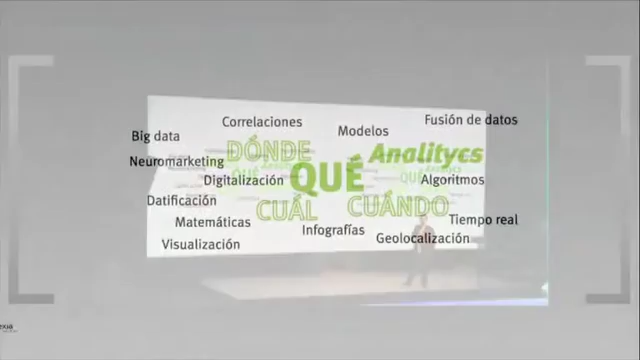 Correlaciones
Fusión de datos
Big data
Modelos
DÓNDE
Analitycs
Neuromarketing
Digitalización
QUÉ
QUÉ
Algoritmos
Datificación
CUÁL
CUÁNDO
Matemáticas
Tiempo real
Infografías
Geolocalización
Visualización